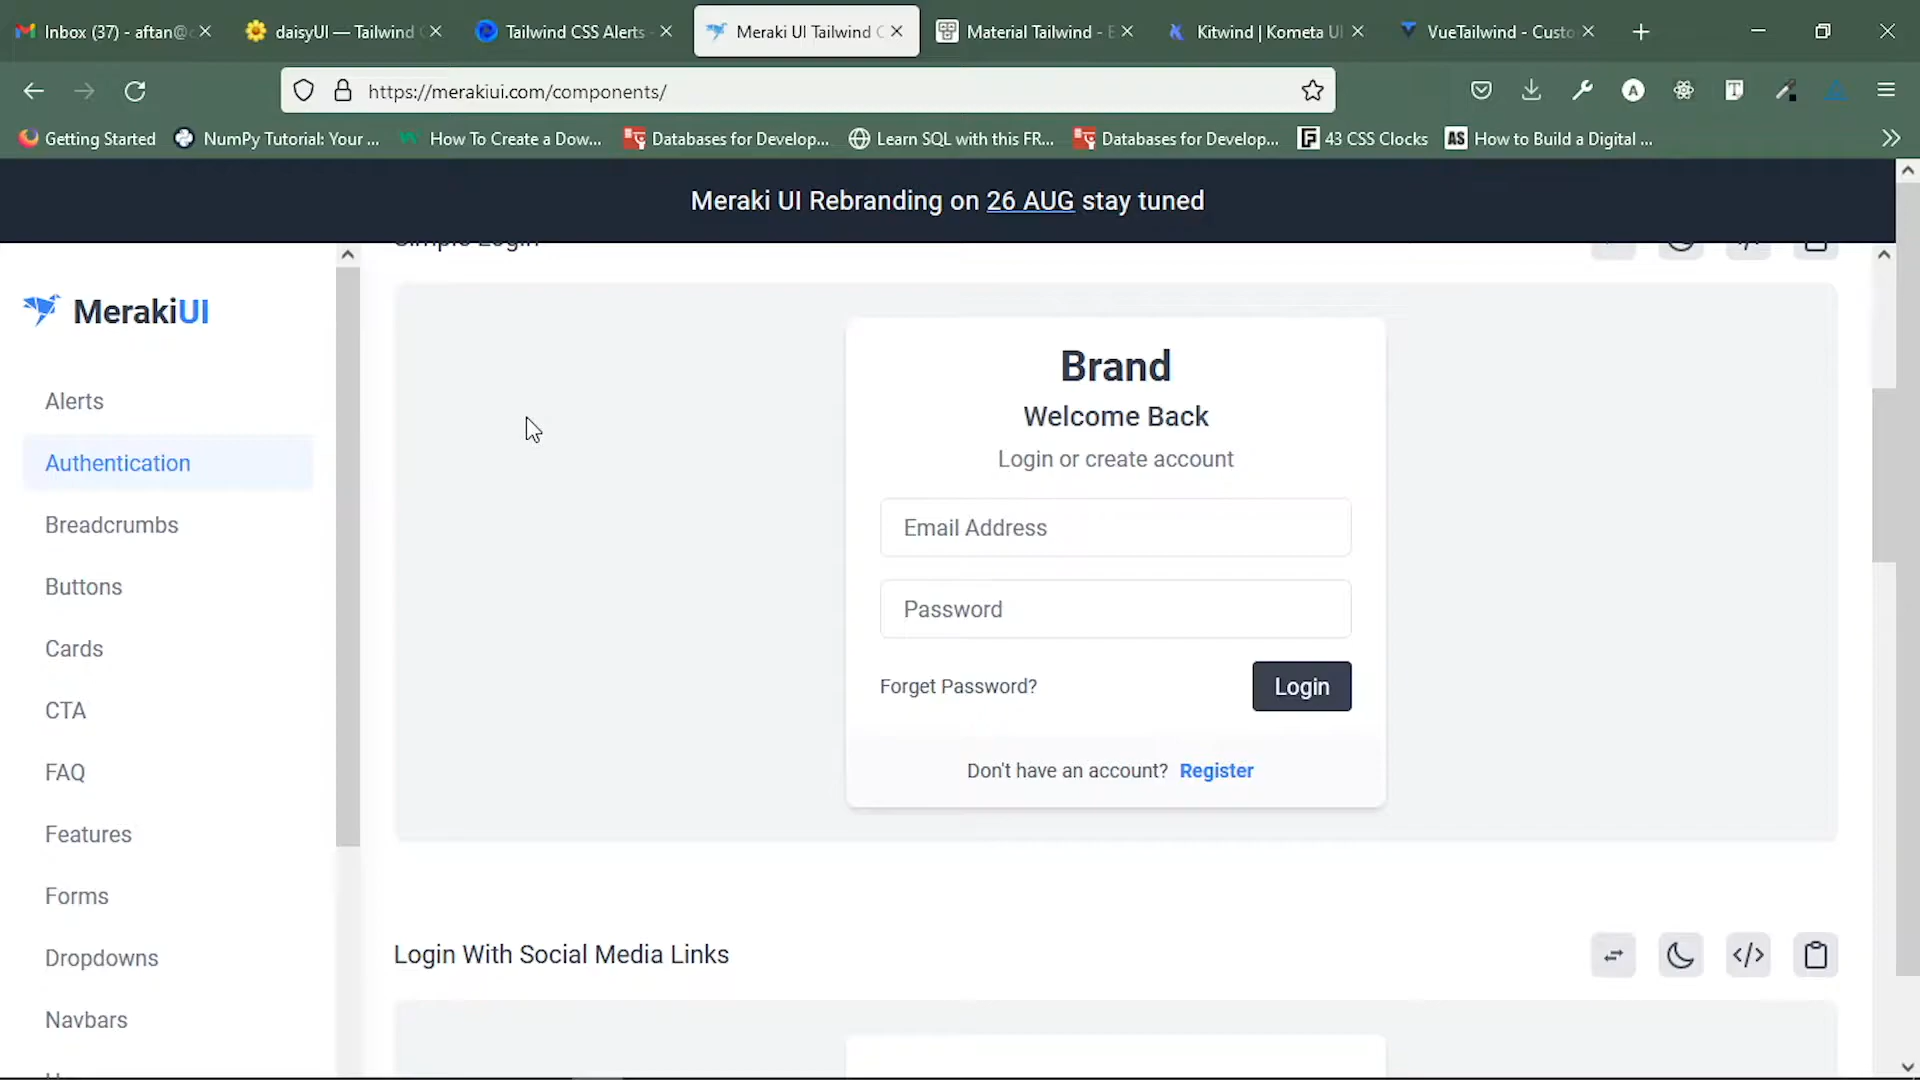 Inbox (37) - aftan@
daisyUI — Tailwind
Tailwind CSS Alerts -
Meraki UI Tailwind C
Material Tailwind - E
Kitwind | Kometa UI
VueTailwind - Custo
https://merakiui.com/components/
Getting Started
NumPy Tutorial: Your ...
How To Create a Dow...
Databases for Develop...
Learn SQL with this FR...
Databases for Develop...
43 CSS Clocks
AS
How to Build a Digital ...
Meraki UI Rebranding on 26 AUG stay tuned
Simple Login
MerakiUI
Alerts
Authentication
Breadcrumbs
Buttons
Cards
CTA
FAQ
Features
Forms
Dropdowns
Navbars
Brand
Welcome Back
Login or create account
Email Address
Password
Forget Password?
Login
Don't have an account? Register
Login With Social Media Links